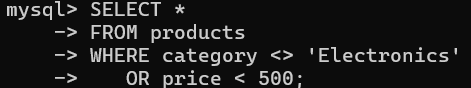 mysql> SELECT *
    -> FROM products
    -> WHERE category <> 'Electronics'
    ->    OR price < 500;